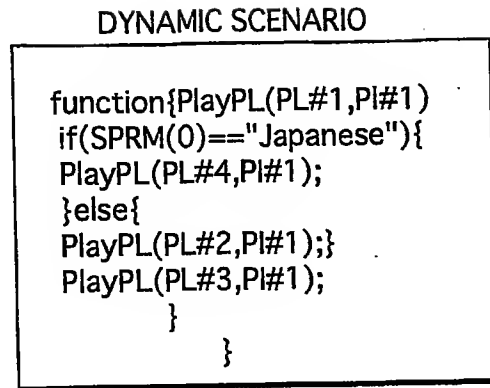 DYNAMIC SCENARIO
function{PlayPL(PL#1,PI#1)
if(SPRM(0)=="Japanese"){
PlayPL(PL#4,PI#1);
}else{
PlayPL(PL#2,PI#1);}
PlayPL(PL#3,PI#1);
}
}